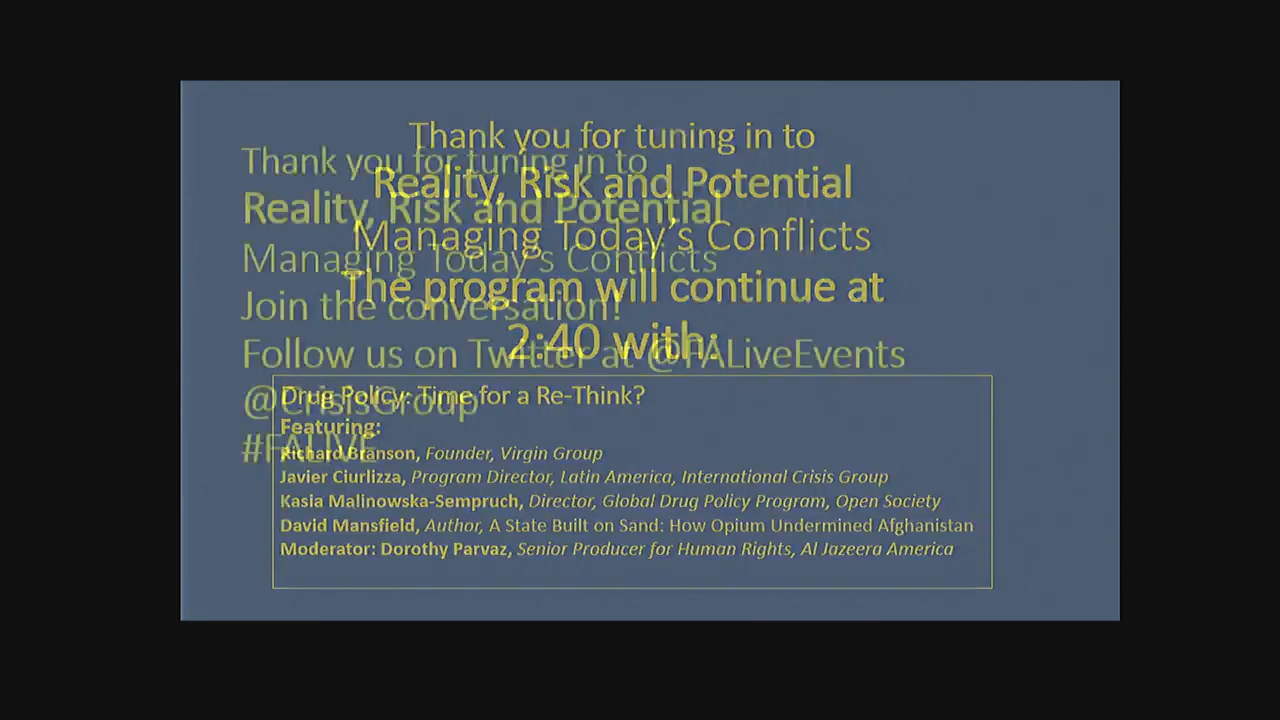 Thank you for tuning in to
Reality, Risk and Potential
Managing Today's Conflicts
The program will continue at
2:40 with:
Thank you for tuning in to
Reality, Risk and Potential
Managing Today's Conflicts
Join the conversation!
Follow us on Twitter at @FALiveEvents
@CrisisGroup
#FALIVE
Drug Policy: Time for a Re-Think?
Featuring:
Richard Branson, Founder, Virgin Group
Javier Ciurlizza, Program Director, Latin America, International Crisis Group
Kasia Malinowska-Sempruch, Director, Global Drug Policy Program, Open Society
David Mansfield, Author, A State Built on Sand: How Opium Undermined Afghanistan
Moderator: Dorothy Parvaz, Senior Producer for Human Rights, Al Jazeera America